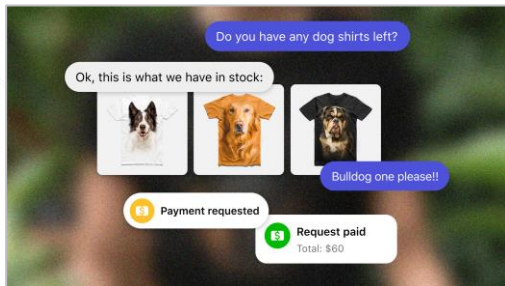 Do you have any dog shirts left?
Ok, this is what we have in stock:
Bulldog one please!!
Payment requested
Request paid
Total: $60